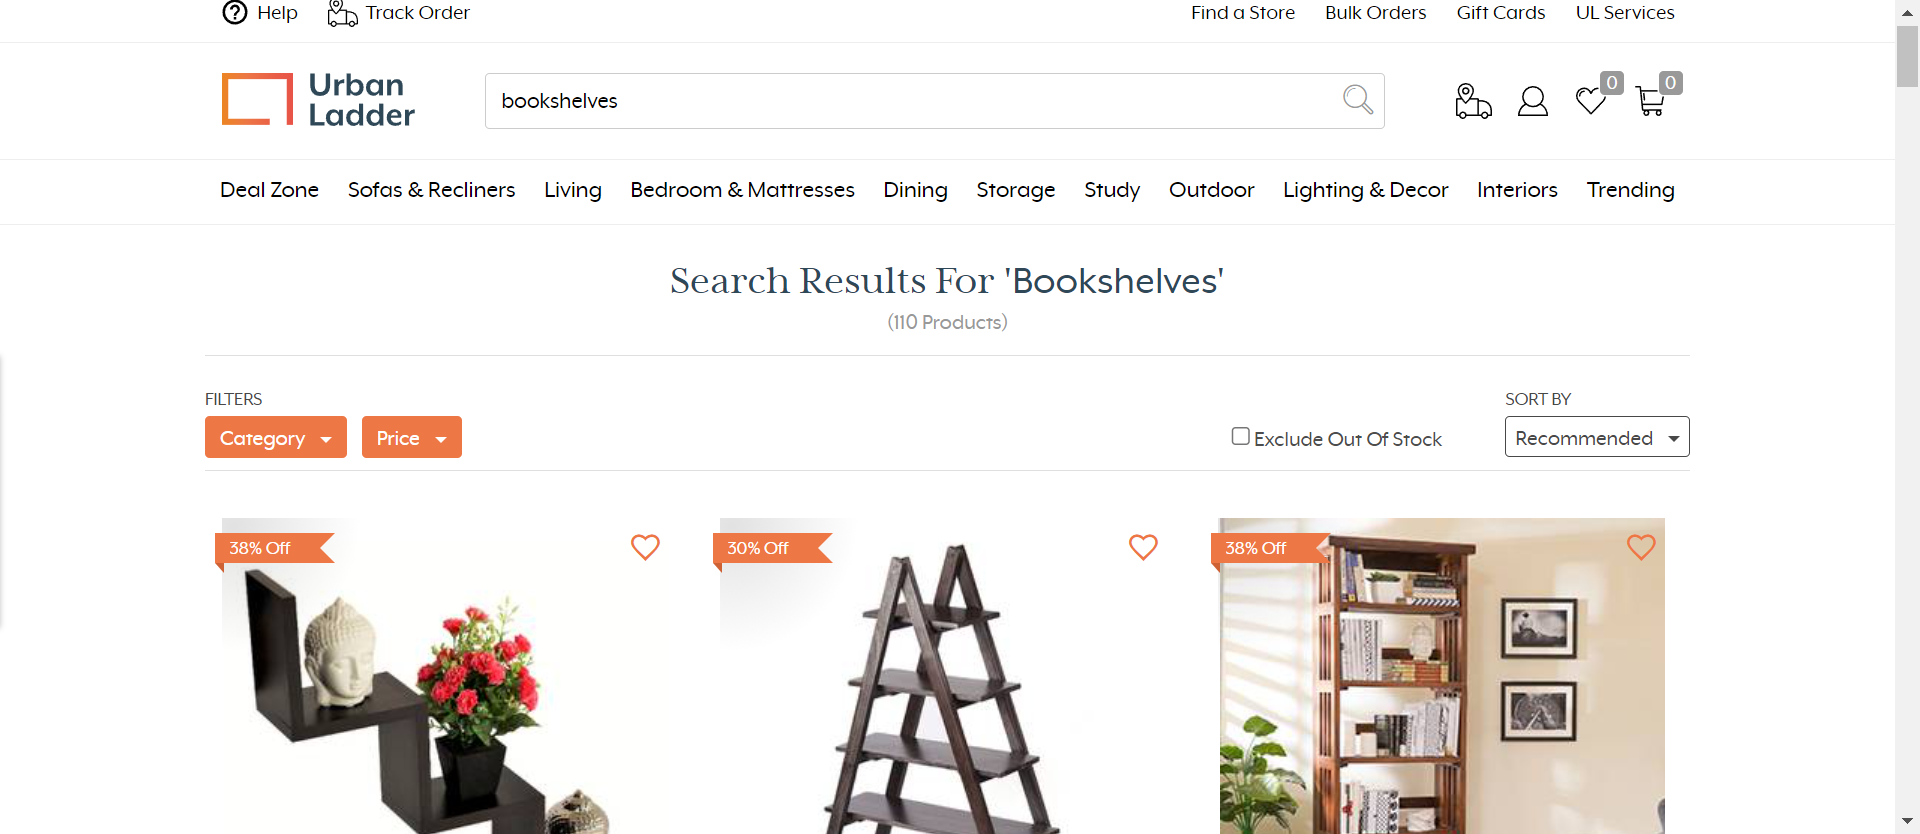 Help
Track Order
Find a Store
Bulk Orders
Gift Cards
UL Services
Urban
Ladder
bookshelves
0
0
Deal Zone
Sofas & Recliners
Living
Bedroom & Mattresses
Dining
Storage
Study
Outdoor
Lighting & Decor
Interiors
Trending
Search Results For 'Bookshelves'
(110 Products)
FILTERS
SORT BY
Category
Price
Exclude Out Of Stock
Recommended
38% Off
30% Off
38% Off